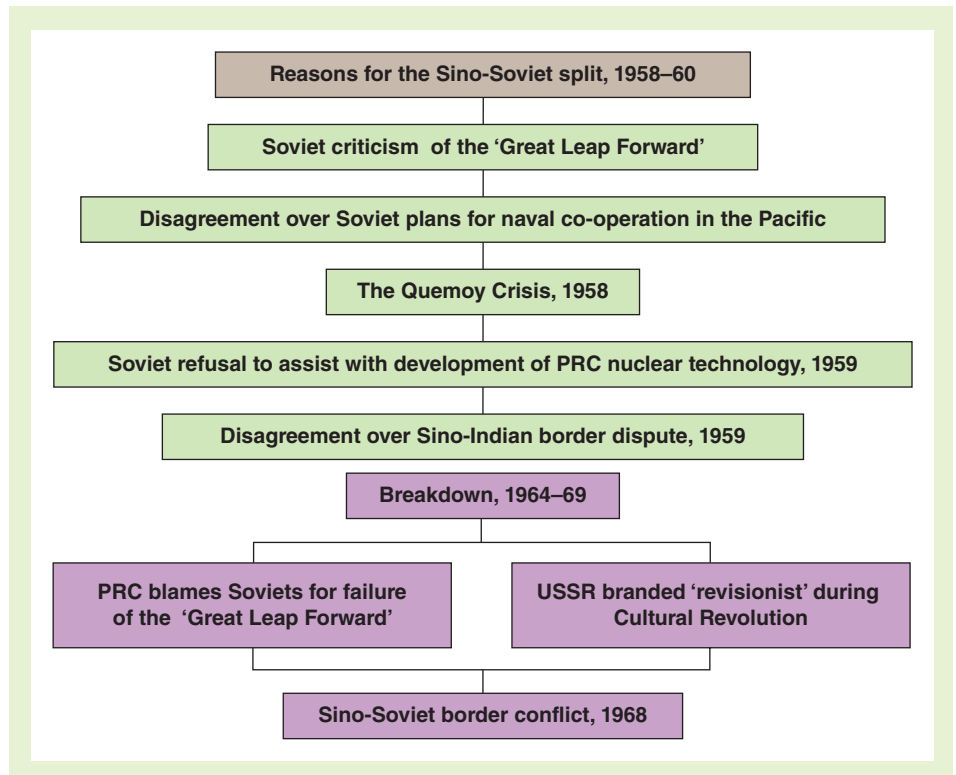 Reasons for the Sino-Soviet split, 1958–60
Soviet criticism of the ‘Great Leap Forward’
Disagreement over Soviet plans for naval co-operation in the Pacific
The Quemoy Crisis, 1958
Soviet refusal to assist with development of PRC nuclear technology, 1959
Disagreement over Sino-Indian border dispute, 1959
Breakdown, 1964–69
PRC blames Soviets for failure
of the ‘Great Leap Forward’
USSR branded ‘revisionist’ during
Cultural Revolution
Sino-Soviet border conflict, 1968